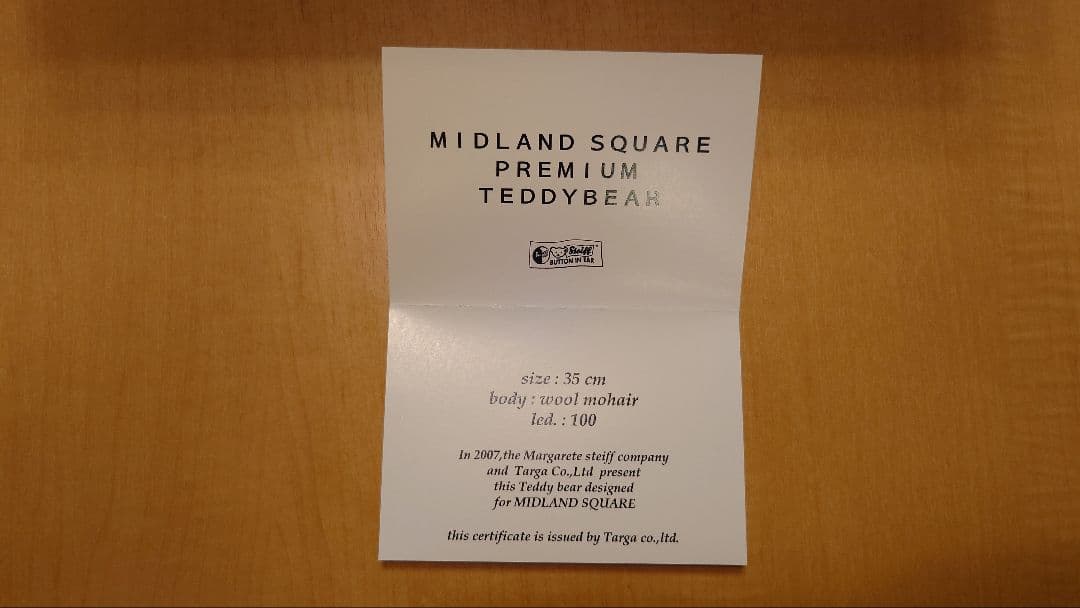 MIDLAND SQUARE
PREMIUM
TEDDYBEAR
Steiff
BUTTON IN EAR
size : 35 cm
body : wool mohair
lcd. : 100
In 2007,the Margarete steiff company
and Targa Co.,Ltd present
this Teddy bear designed
for MIDLAND SQUARE
this certificate is issued by Targa co.,ltd.